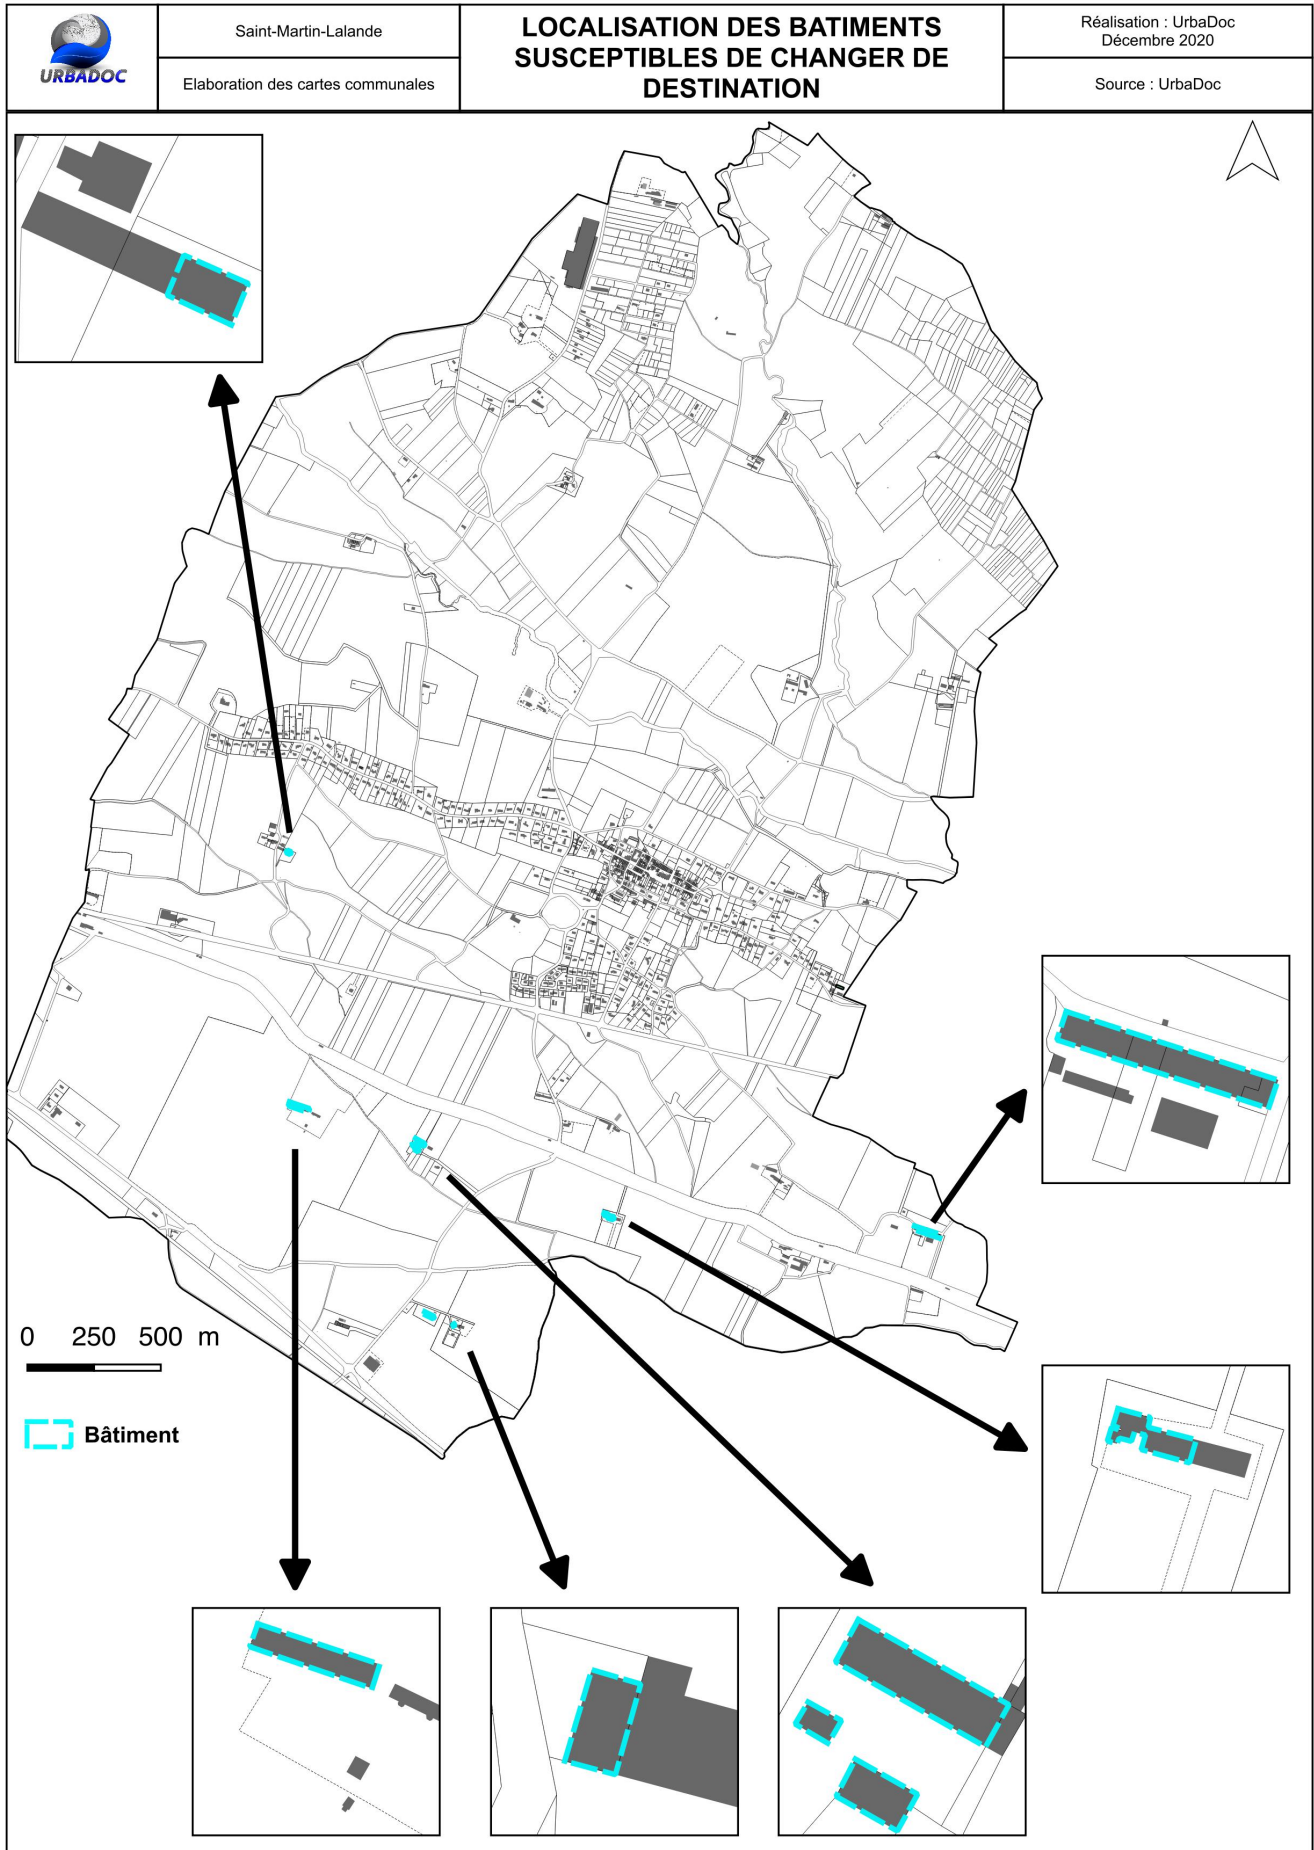 URBADOC
Saint-Martin-Lalande
Elaboration des cartes communales
LOCALISATION DES BATIMENTS
SUSCEPTIBLES DE CHANGER DE
DESTINATION
Réalisation : UrbaDoc
Décembre 2020
Source : UrbaDoc
0 250 500 m
Bâtiment